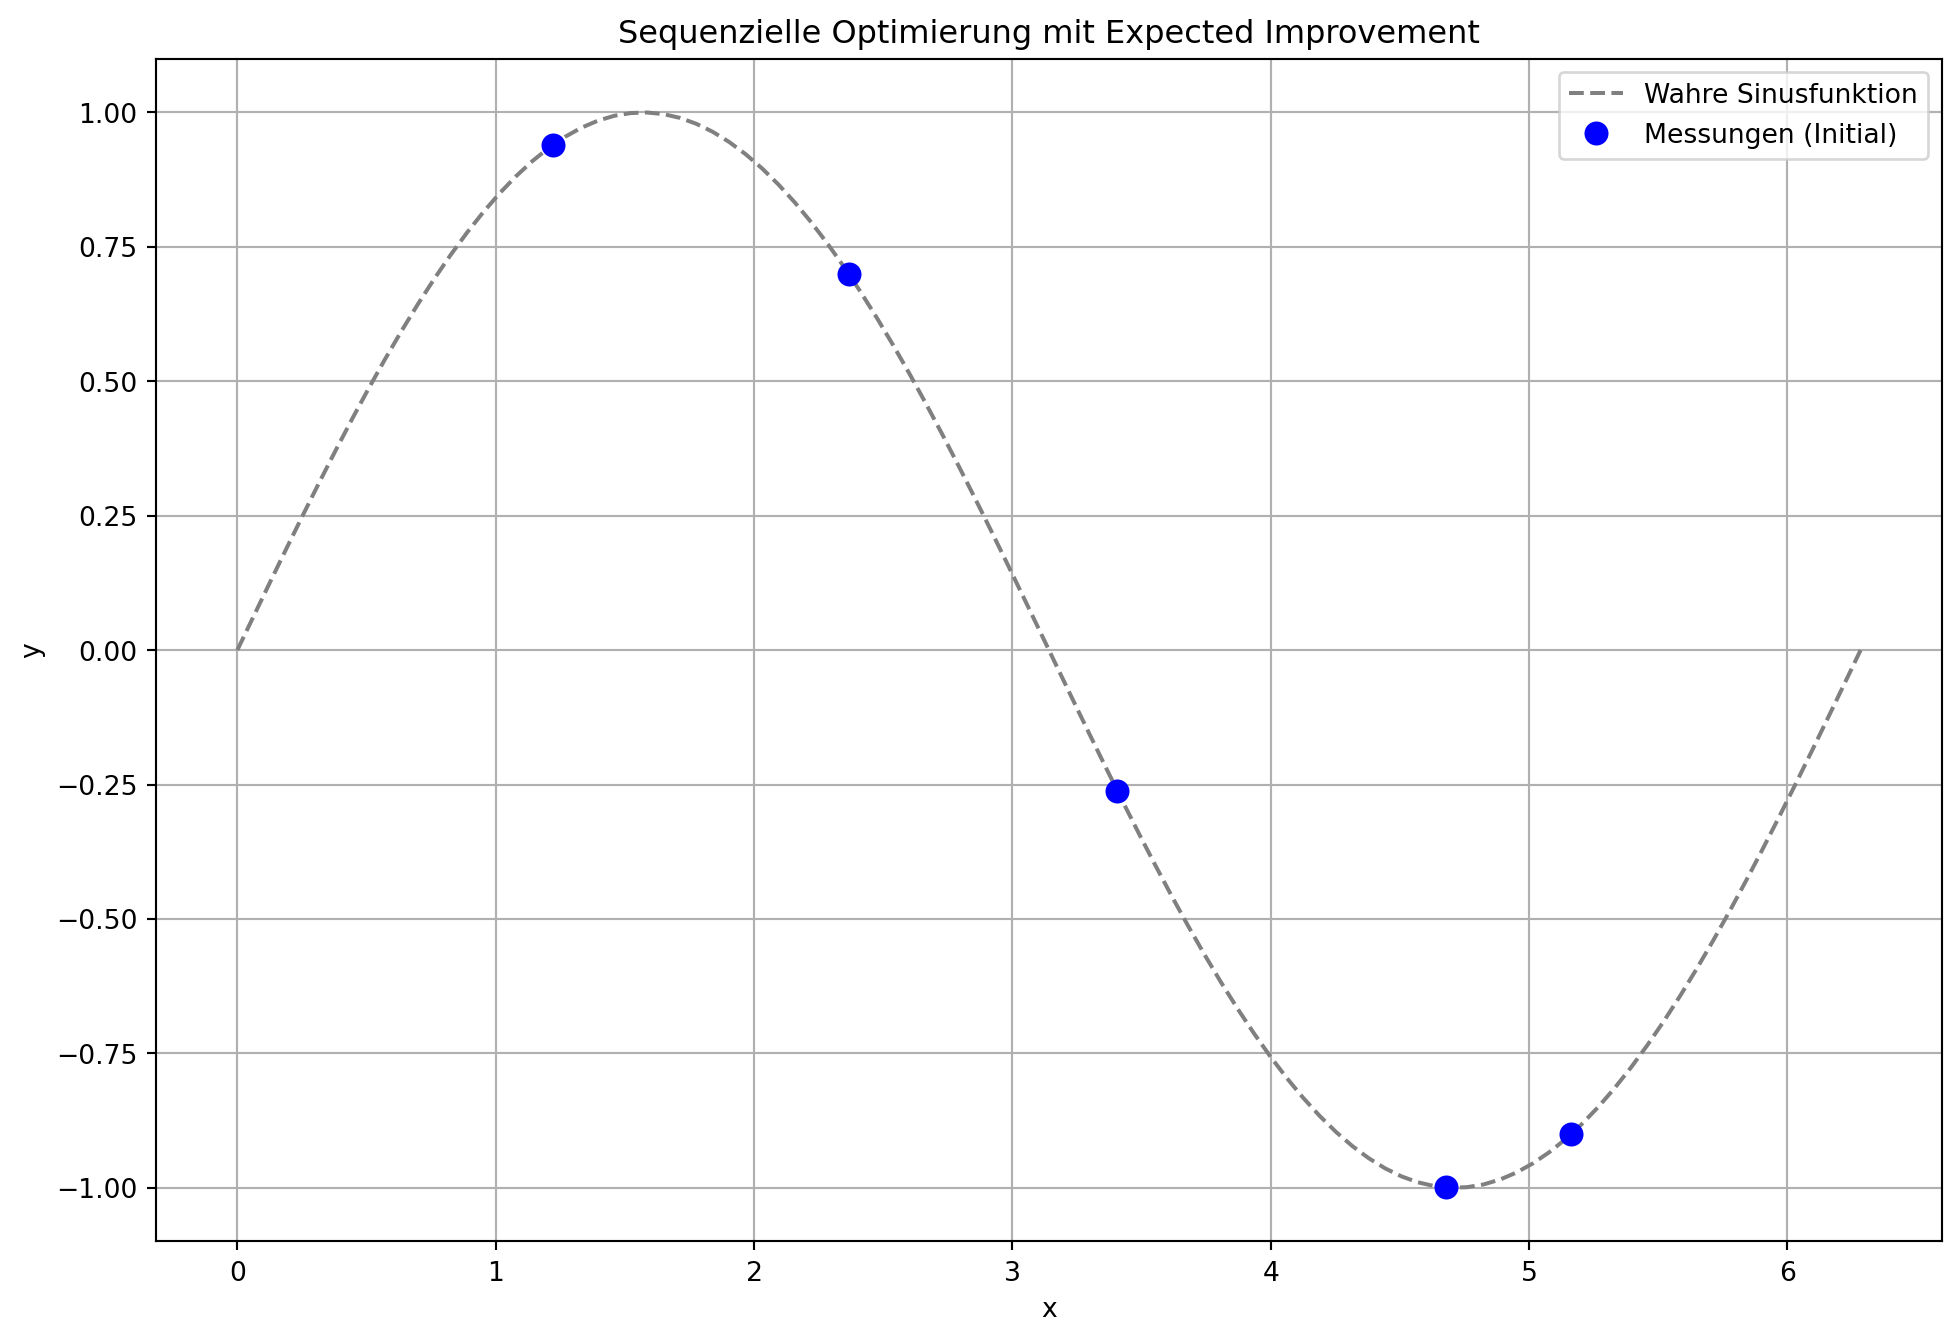 Sequenzielle Optimierung mit Expected Improvement
Wahre Sinusfunktion
Messungen (Initial)
1.00
0.75
0.50
0.25
0.00
−0.25
−0.50
−0.75
−1.00
y
0 1 2 3 4 5 6
x